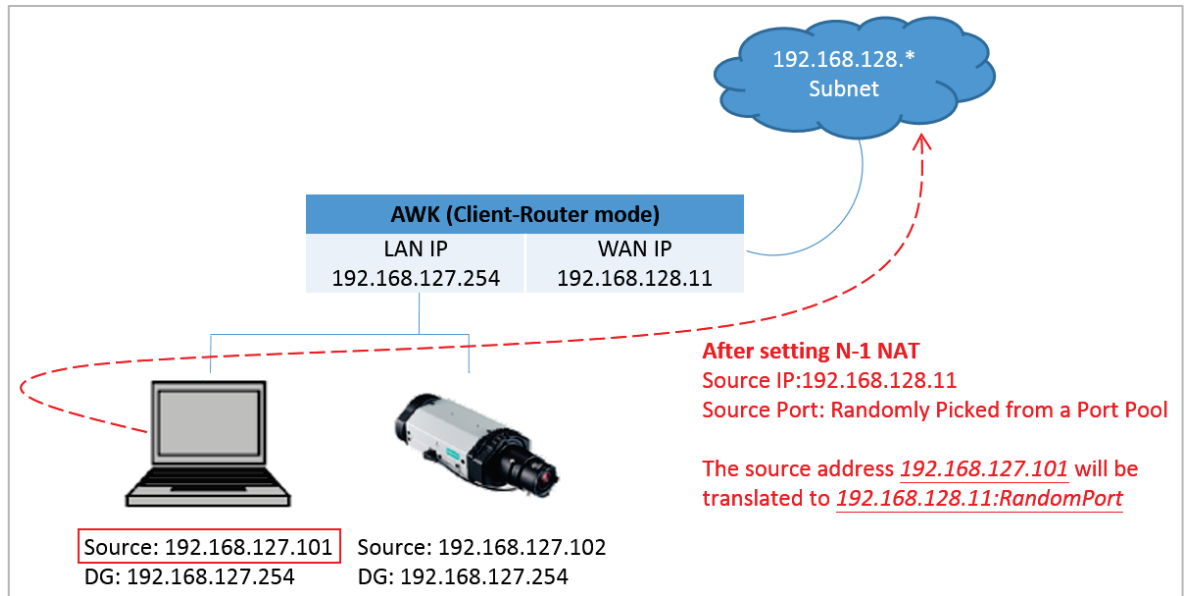 192.168.128.*
Subnet
AWK (Client-Router mode)
LAN IP
192.168.127.254
WAN IP
192.168.128.11
After setting N-1 NAT
Source IP:192.168.128.11
Source Port: Randomly Picked from a Port Pool
The source address 192.168.127.101 will be
translated to 192.168.128.11:RandomPort
Source: 192.168.127.101
DG: 192.168.127.254
Source: 192.168.127.102
DG: 192.168.127.254